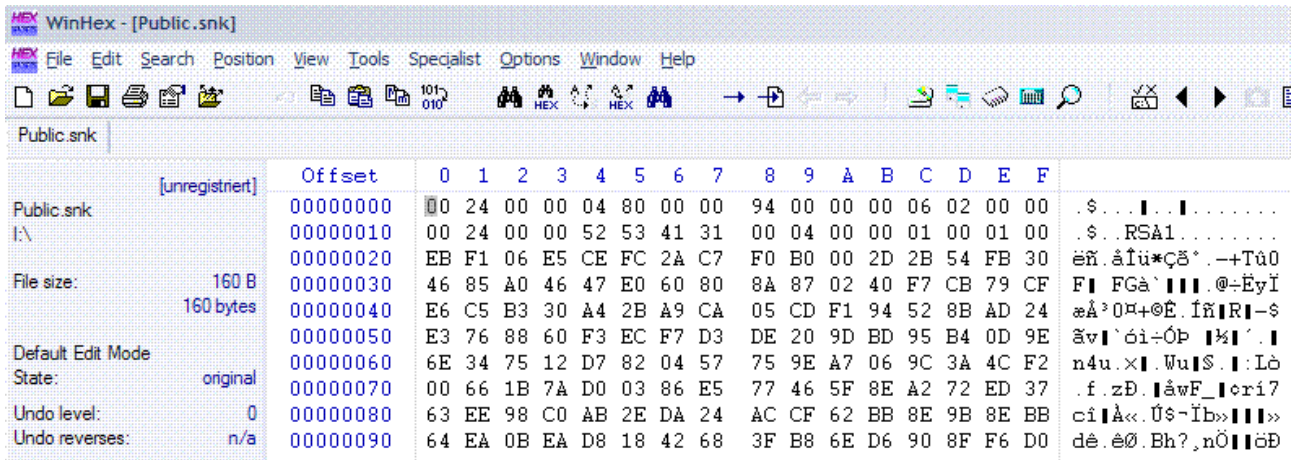 WinHex - [Public.snk]
File Edit Search Position View Tools Specialist Options Window Help
Public.snk
[unregistriert]
Public.snk
I:\
File size: 160 B
160 bytes
Default Edit Mode
State: original
Undo level: 0
Undo reverses: n/a
Offset 0 1 2 3 4 5 6 7 8 9 A B C D E F
00000000 00 24 00 00 04 80 00 00 94 00 00 00 06 02 00 00 .$...▮..▮.......
00000010 00 24 00 00 52 53 41 31 00 04 00 00 01 00 01 00 .$..RSA1........
00000020 EB F1 06 E5 CE FC 2A C7 F0 B0 00 2D 2B 54 FB 30
00000030 46 85 A0 46 47 E0 60 80 8A 87 02 40 F7 CB 79 CF
00000040 E6 C5 B3 30 A4 2B A9 CA 05 CD F1 94 52 8B AD 24
00000050 E3 76 88 60 F3 EC F7 D3 DE 20 9D BD 95 B4 0D 9E
00000060 6E 34 75 12 D7 82 04 57 75 9E A7 06 9C 3A 4C F2
00000070 00 66 1B 7A D0 03 86 E5 77 46 5F 8E A2 72 ED 37
00000080 63 EE 98 C0 AB 2E DA 24 AC CF 62 BB 8E 9B 8E BB
00000090 64 EA 0B EA D8 18 42 68 3F B8 6E D6 90 8F F6 D0